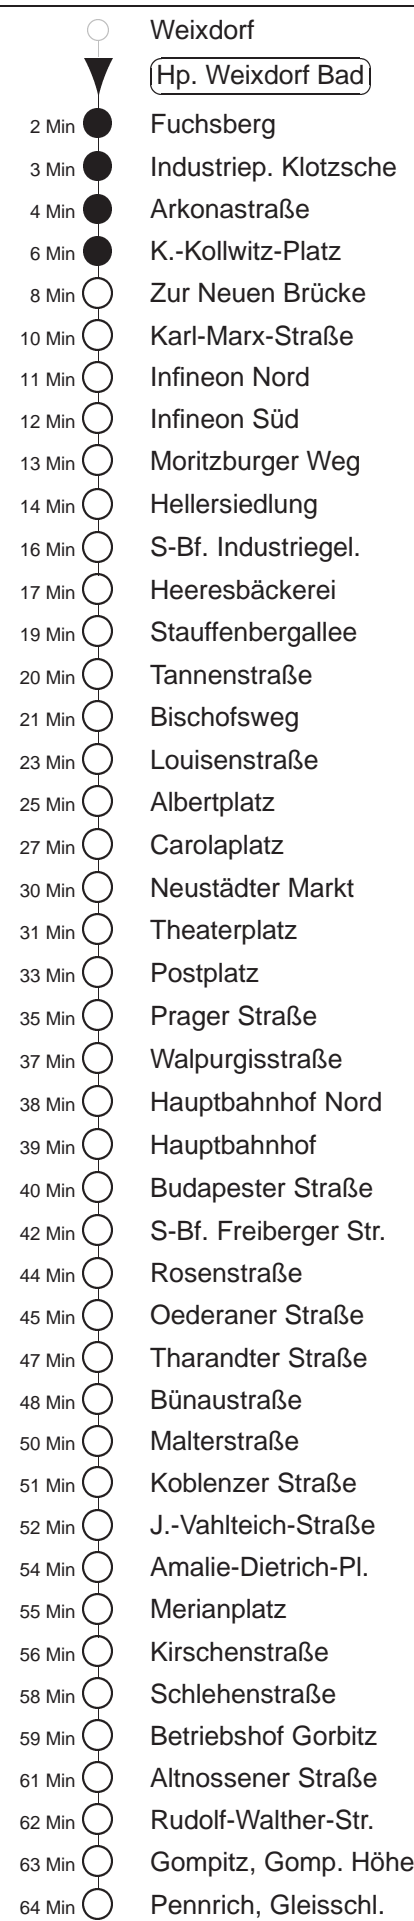 Weixdorf
Hp. Weixdorf Bad
2 Min Fuchsberg
3 Min Industriep. Klotzsche
4 Min Arkonastraße
6 Min K.-Kollwitz-Platz
8 Min Zur Neuen Brücke
10 Min Karl-Marx-Straße
11 Min Infineon Nord
12 Min Infineon Süd
13 Min Moritzburger Weg
14 Min Hellersiedlung
16 Min S-Bf. Industriegel.
17 Min Heeresbäckerei
19 Min Stauffenbergallee
20 Min Tannenstraße
21 Min Bischofsweg
23 Min Louisenstraße
25 Min Albertplatz
27 Min Carolaplatz
30 Min Neustädter Markt
31 Min Theaterplatz
33 Min Postplatz
35 Min Prager Straße
37 Min Walpurgisstraße
38 Min Hauptbahnhof Nord
39 Min Hauptbahnhof
40 Min Budapester Straße
42 Min S-Bf. Freiberger Str.
44 Min Rosenstraße
45 Min Oederaner Straße
47 Min Tharandter Straße
48 Min Bünaustraße
50 Min Malterstraße
51 Min Koblenzer Straße
52 Min J.-Vahlteich-Straße
54 Min Amalie-Dietrich-Pl.
55 Min Merianplatz
56 Min Kirschenstraße
58 Min Schlehenstraße
59 Min Betriebshof Gorbitz
61 Min Altnossener Straße
62 Min Rudolf-Walther-Str.
63 Min Gompitz, Gomp. Höhe
64 Min Pennrich, Gleisschl.